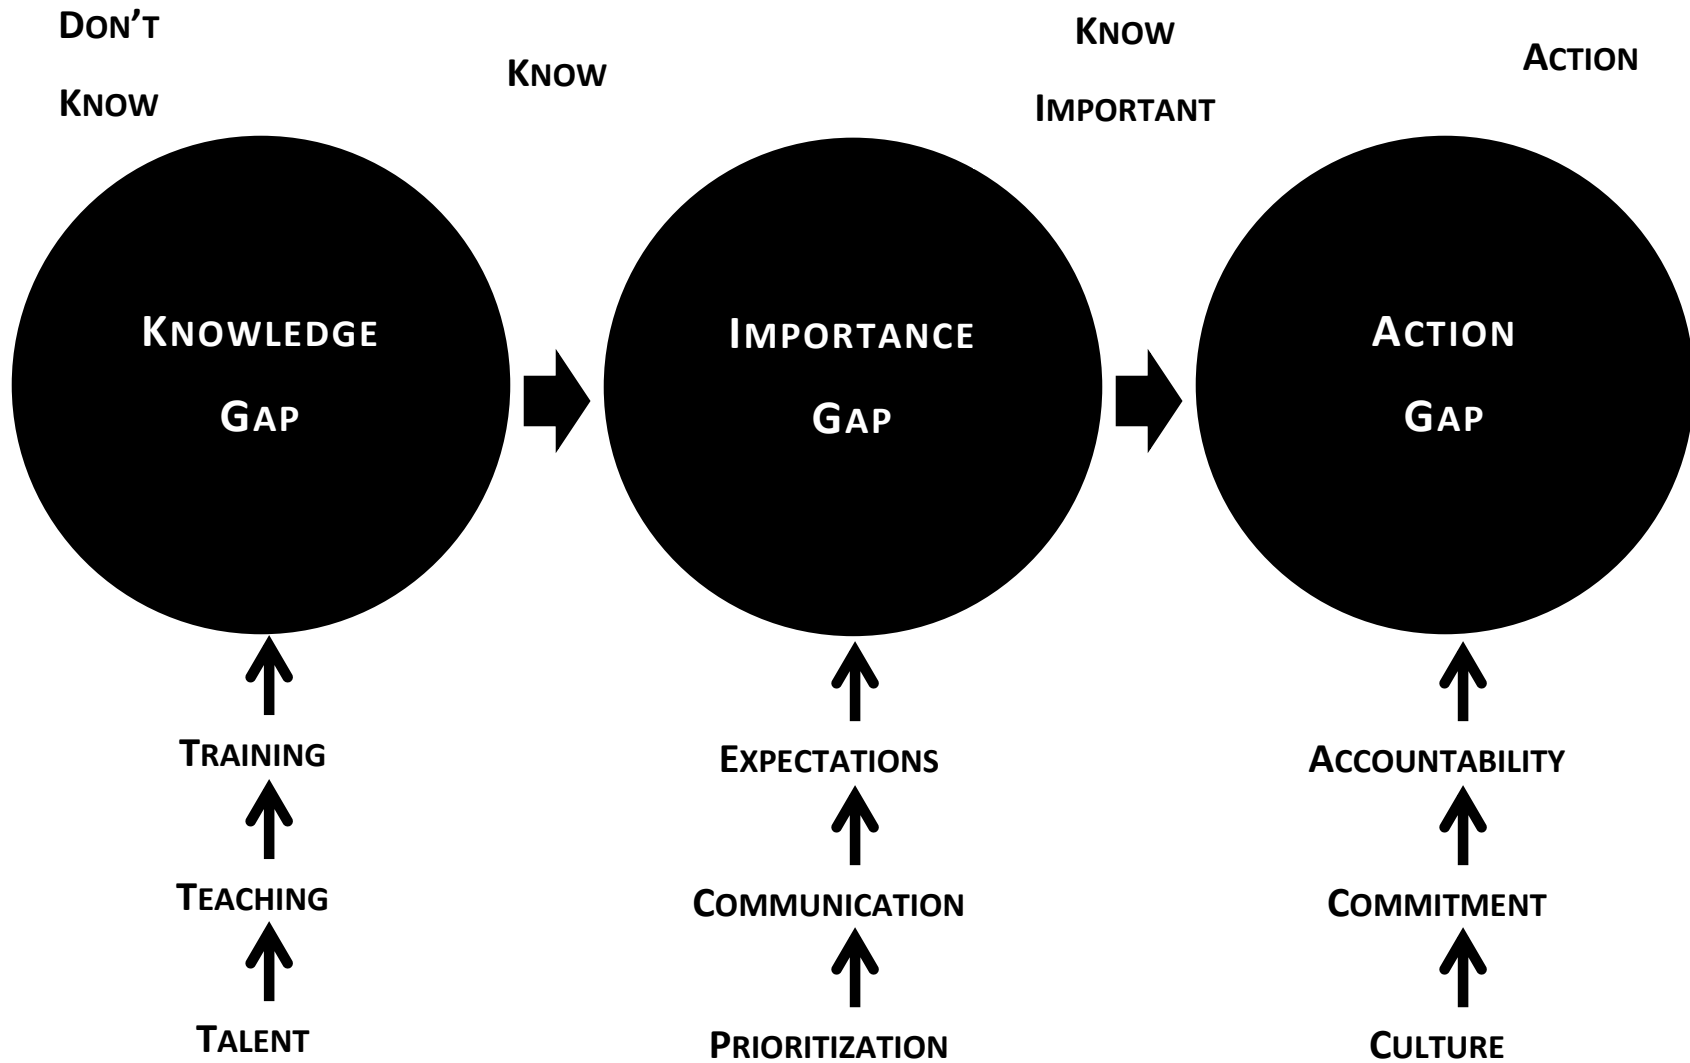 DON'T
KNOW
KNOW
KNOW
IMPORTANT
ACTION
KNOWLEDGE
GAP
IMPORTANCE
GAP
ACTION
GAP
TRAINING
EXPECTATIONS
ACCOUNTABILITY
TEACHING
COMMUNICATION
COMMITMENT
TALENT
PRIORITIZATION
CULTURE